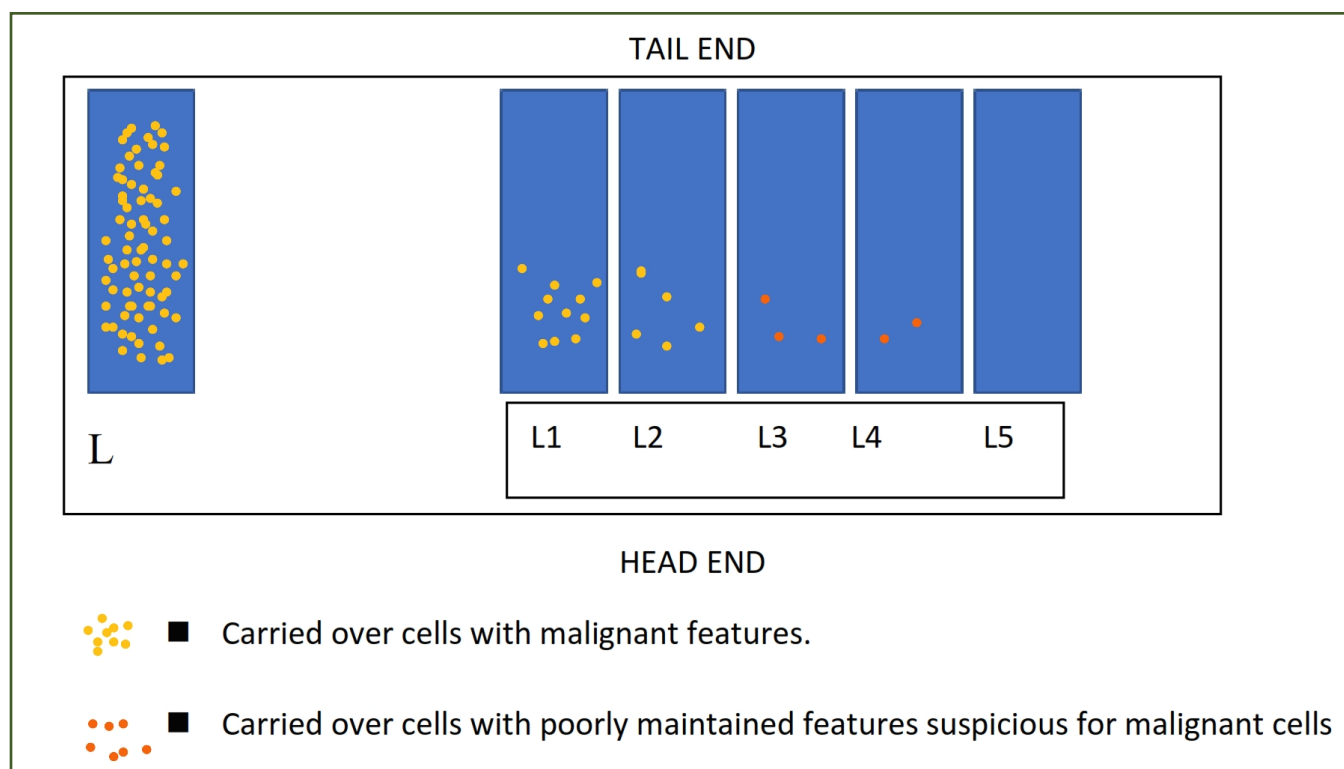 TAIL END
L
L1 L2 L3 L4 L5
HEAD END
■ Carried over cells with malignant features.
■ Carried over cells with poorly maintained features suspicious for malignant cells